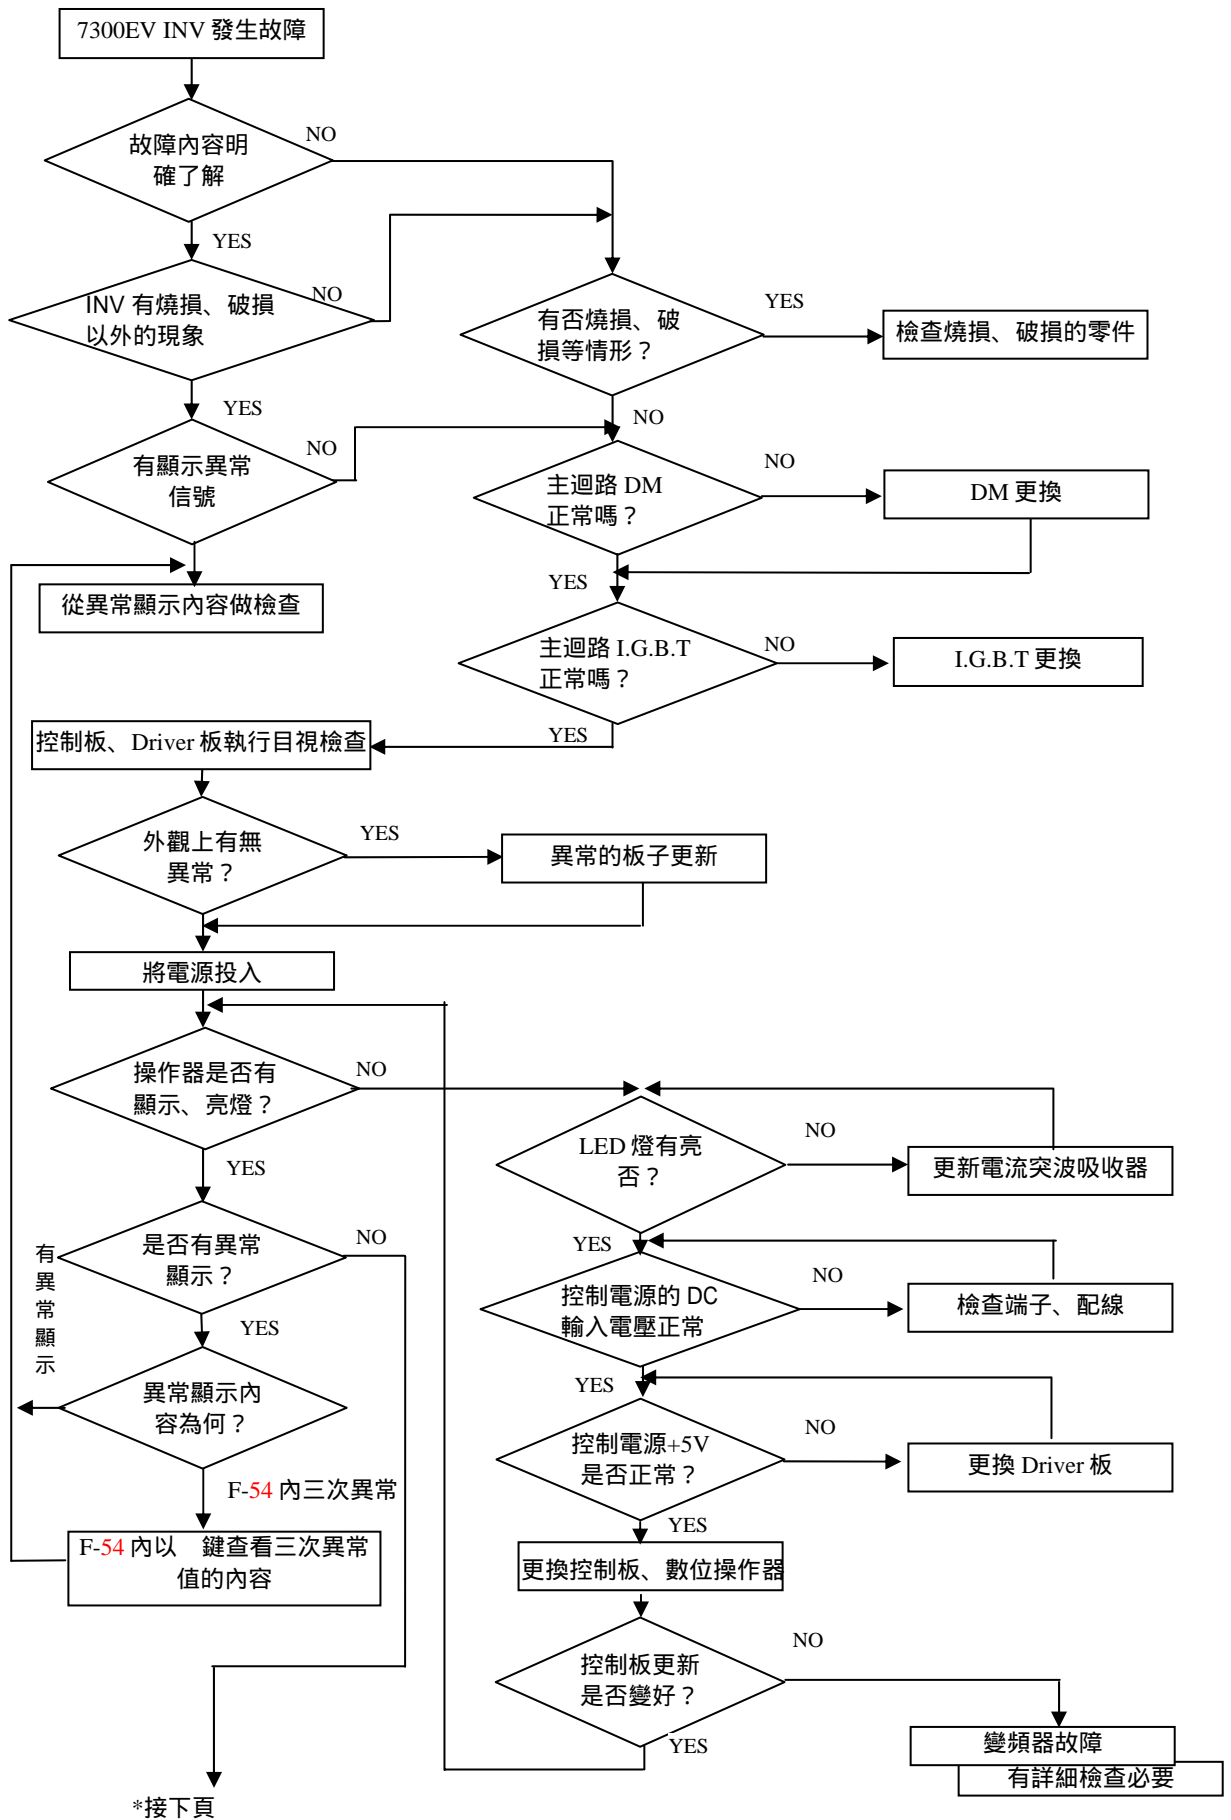 7300EV INV 發生故障
故障內容明
確了解
NO
YES
INV 有燒損、破損
以外的現象
NO
有否燒損、破
損等情形？
YES
檢查燒損、破損的零件
YES
NO
有顯示異常
信號
NO
主迴路 DM
正常嗎？
NO
DM 更換
YES
從異常顯示內容做檢查
主迴路 I.G.B.T
正常嗎？
NO
I.G.B.T 更換
YES
控制板、Driver 板執行目視檢查
外觀上有無
異常？
YES
異常的板子更新
將電源投入
操作器是否有
顯示、亮燈？
NO
YES
LED 燈有亮
否？
NO
更新電流突波吸收器
YES
是否有異常
顯示？
NO
有異常顯示
YES
控制電源的 DC
輸入電壓正常
NO
檢查端子、配線
YES
異常顯示內
容為何？
控制電源+5V
是否正常？
NO
更換 Driver 板
YES
F-54 內三次異常
F-54 內以 鍵查看三次異常
值的內容
更換控制板、數位操作器
控制板更新
是否變好？
NO
YES
變頻器故障
有詳細檢查必要
*接下頁